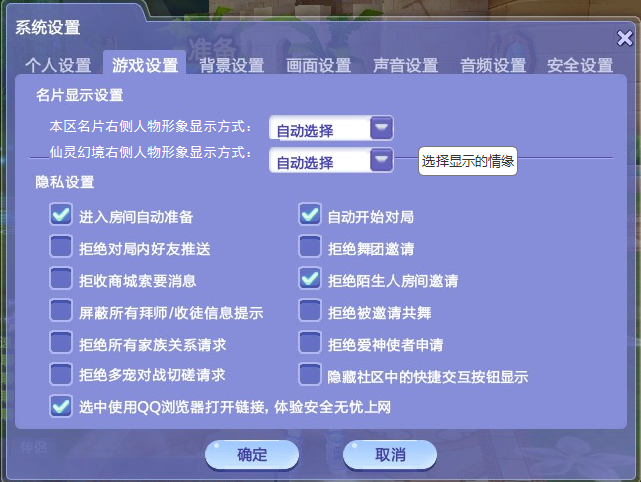 系统设置
准备
个人设置 游戏设置 背景设置 画面设置 声音设置 音频设置 安全设置
名片显示设置
本区名片右侧人物形象显示方式： 自动选择
仙灵幻境右侧人物形象显示方式： 自动选择 选择显示的情缘
隐私设置
进入房间自动准备 自动开始对局
拒绝对局内好友推送 拒绝舞团邀请
拒收商城索要消息 拒绝陌生人房间邀请
屏蔽所有拜师/收徒信息提示 拒绝被邀请共舞
拒绝所有家族关系请求 拒绝爱神使者申请
拒绝多宠对战切磋请求 隐藏社区中的快捷交互按钮显示
选中使用QQ浏览器打开链接, 体验安全无忧上网
伴侣
确定 取消